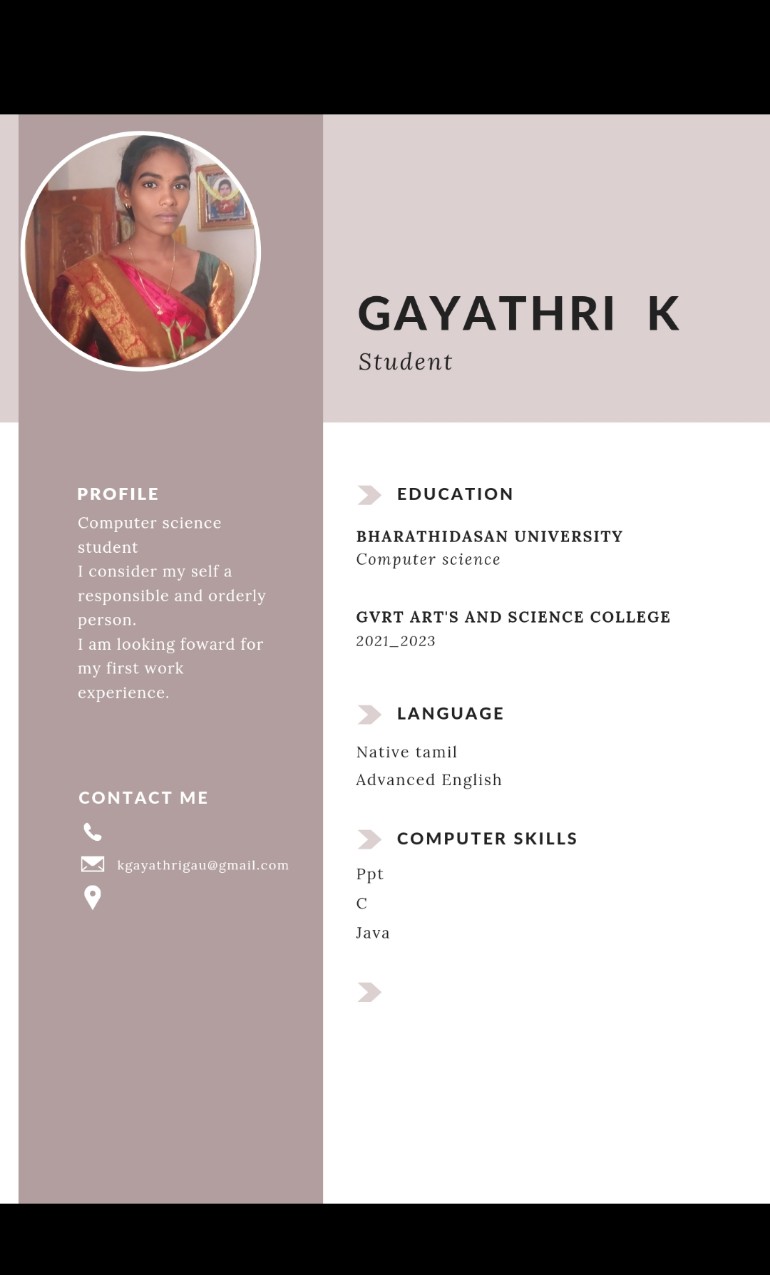 GAYATHRI K
Student
PROFILE
Computer science
student
I consider my self a
responsible and orderly
person.
I am looking foward for
my first work
experience.
CONTACT ME
kgayathrigau@gmail.com
EDUCATION
BHARATHIDASAN UNIVERSITY
Computer science
GVRT ART'S AND SCIENCE COLLEGE
2021_2023
LANGUAGE
Native tamil
Advanced English
COMPUTER SKILLS
Ppt
C
Java